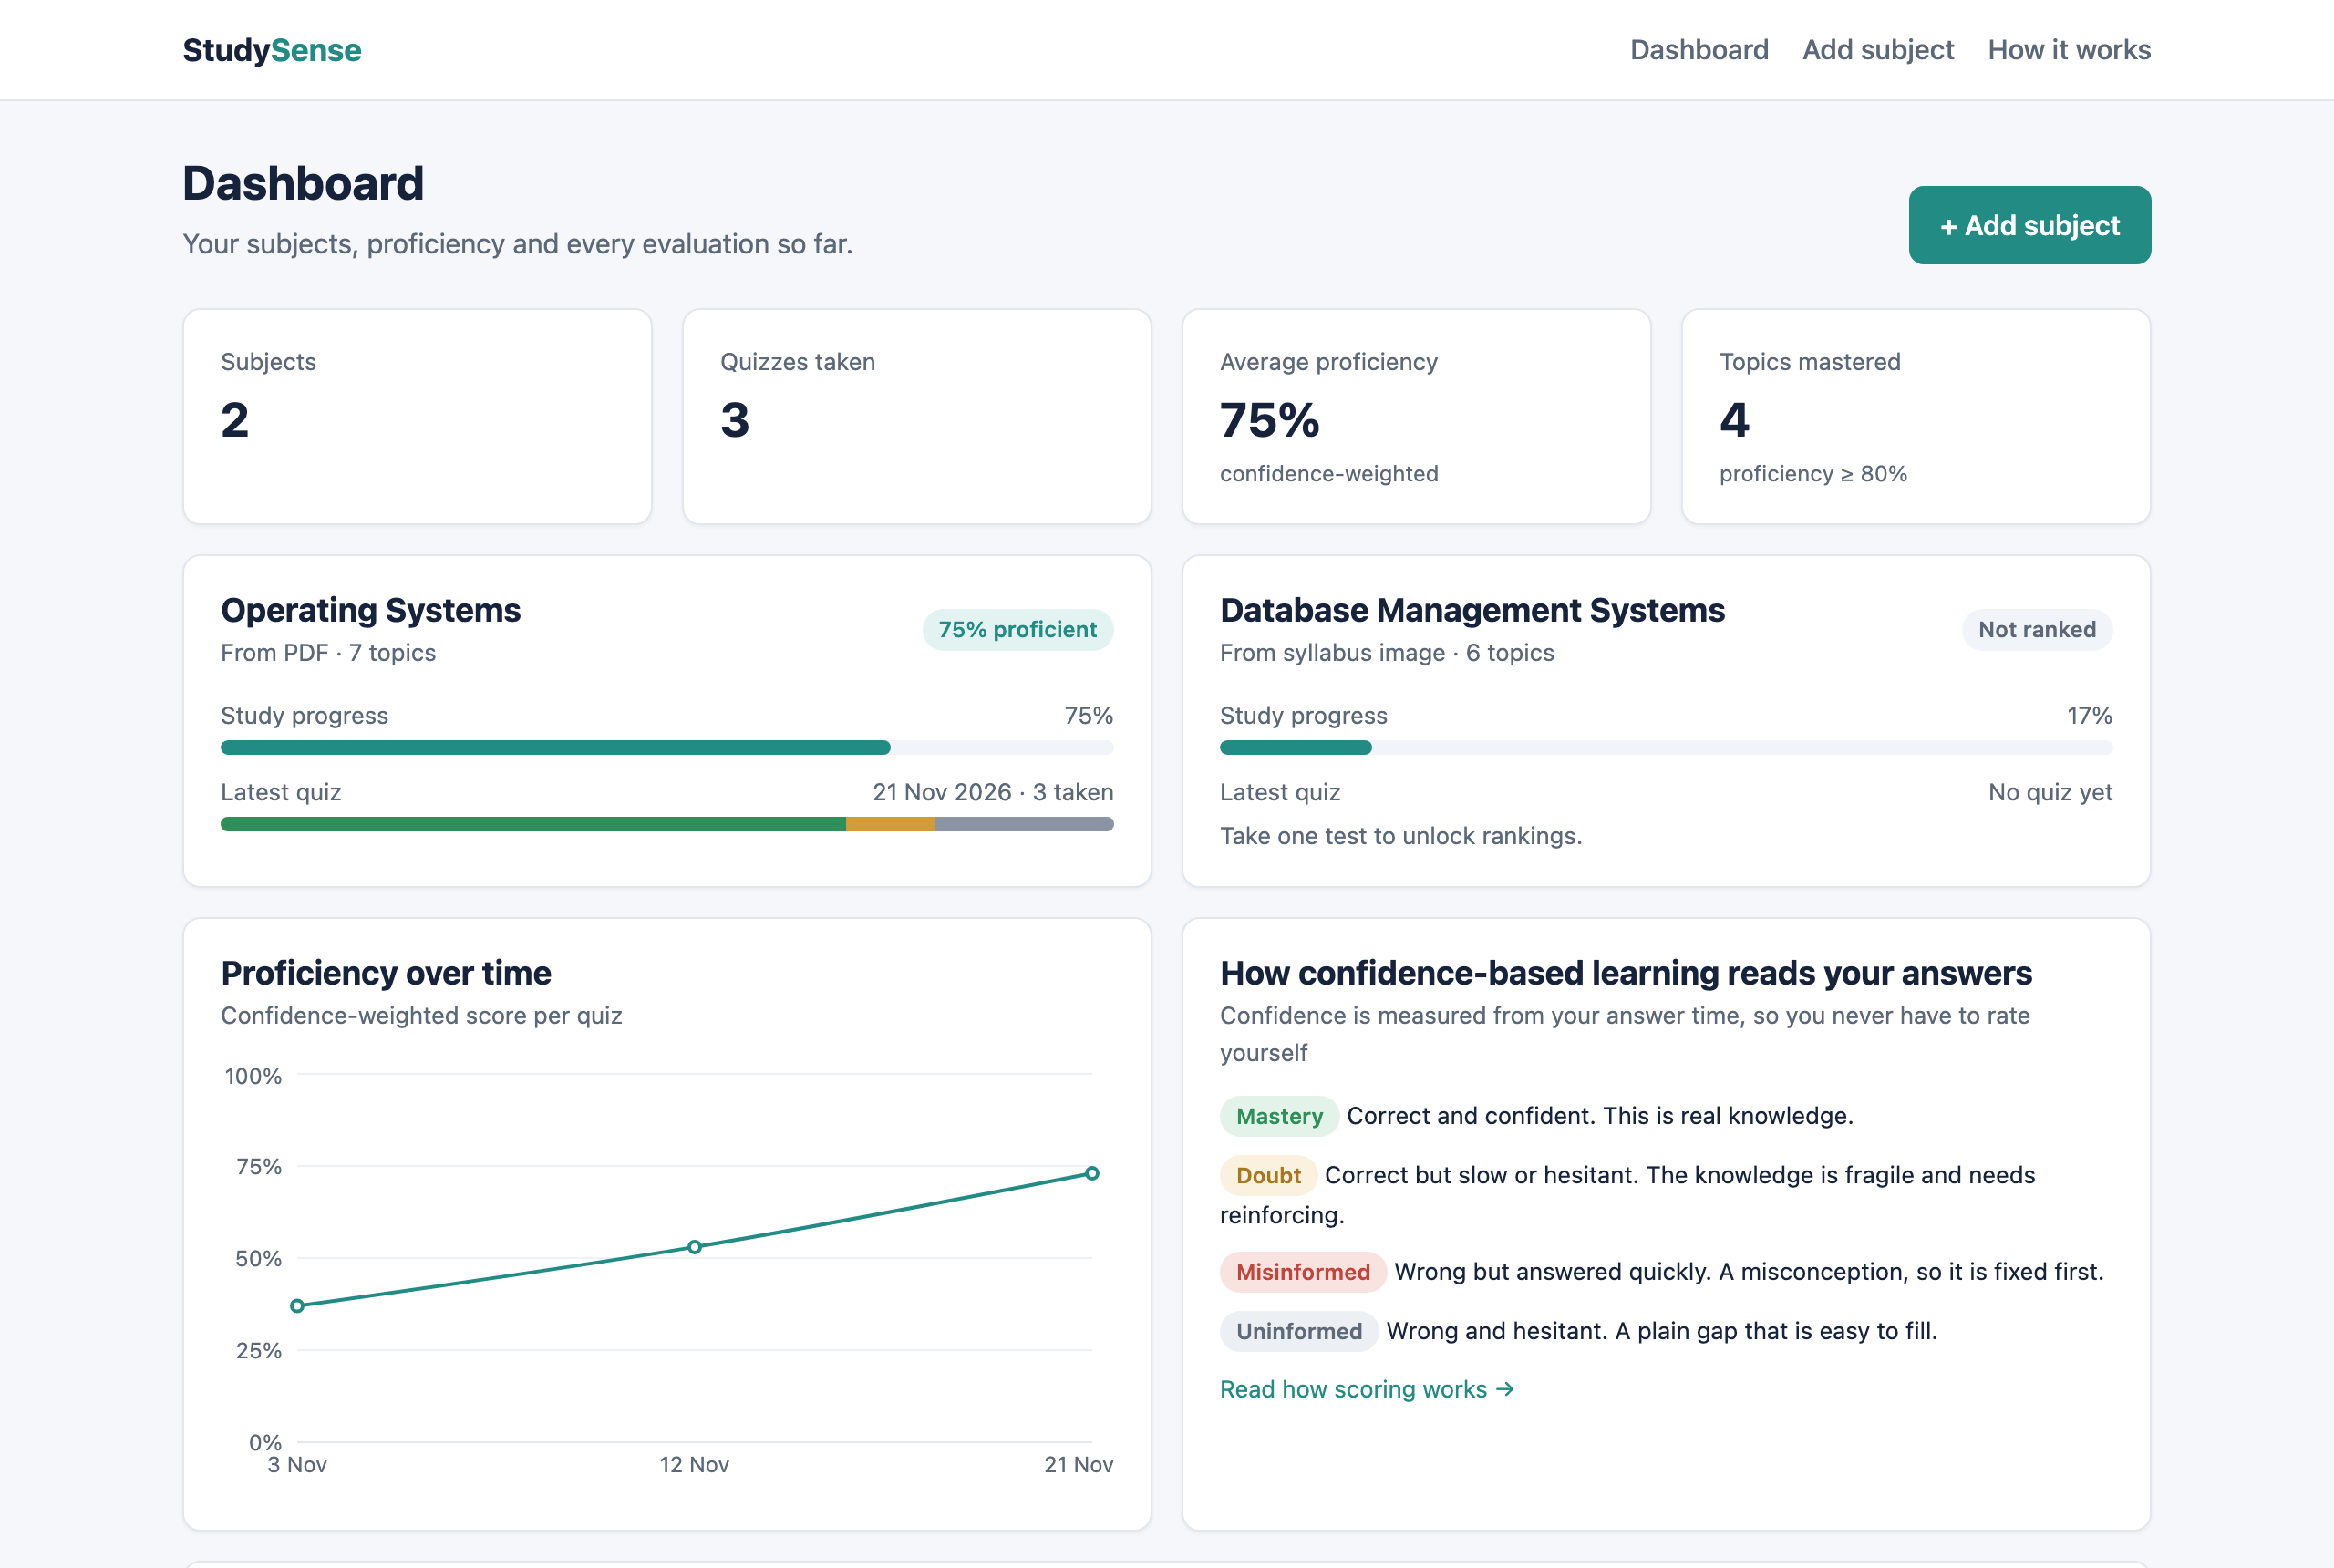 StudySense
Dashboard
Add subject
How it works
Dashboard
Your subjects, proficiency and every evaluation so far.
+ Add subject
Subjects
2
Quizzes taken
3
Average proficiency
75%
confidence-weighted
Topics mastered
4
proficiency ≥ 80%
Operating Systems
From PDF · 7 topics
75% proficient
Study progress
75%
Latest quiz
21 Nov 2026 · 3 taken
Database Management Systems
From syllabus image · 6 topics
Not ranked
Study progress
17%
Latest quiz
No quiz yet
Take one test to unlock rankings.
Proficiency over time
Confidence-weighted score per quiz
100%
75%
50%
25%
0%
3 Nov
12 Nov
21 Nov
How confidence-based learning reads your answers
Confidence is measured from your answer time, so you never have to rate
yourself
Mastery Correct and confident. This is real knowledge.
Doubt Correct but slow or hesitant. The knowledge is fragile and needs
reinforcing.
Misinformed Wrong but answered quickly. A misconception, so it is fixed first.
Uninformed Wrong and hesitant. A plain gap that is easy to fill.
Read how scoring works →